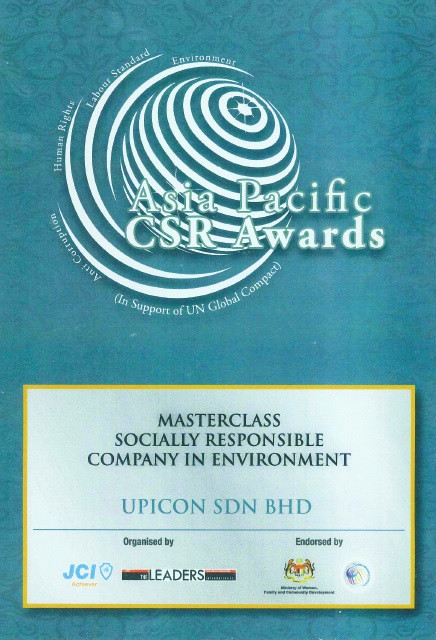 Environment
Labour Standard
Human Rights
Anti Corruption
Asia Pacific
CSR Awards
(In Support of UN Global Compact)
MASTERCLASS
SOCIALLY RESPONSIBLE
COMPANY IN ENVIRONMENT
UPICON SDN BHD
Organised by
Endorsed by
JCI
Achiever
LEADERS
INTERNATIONAL
Ministry of Women,
Family and Community Development